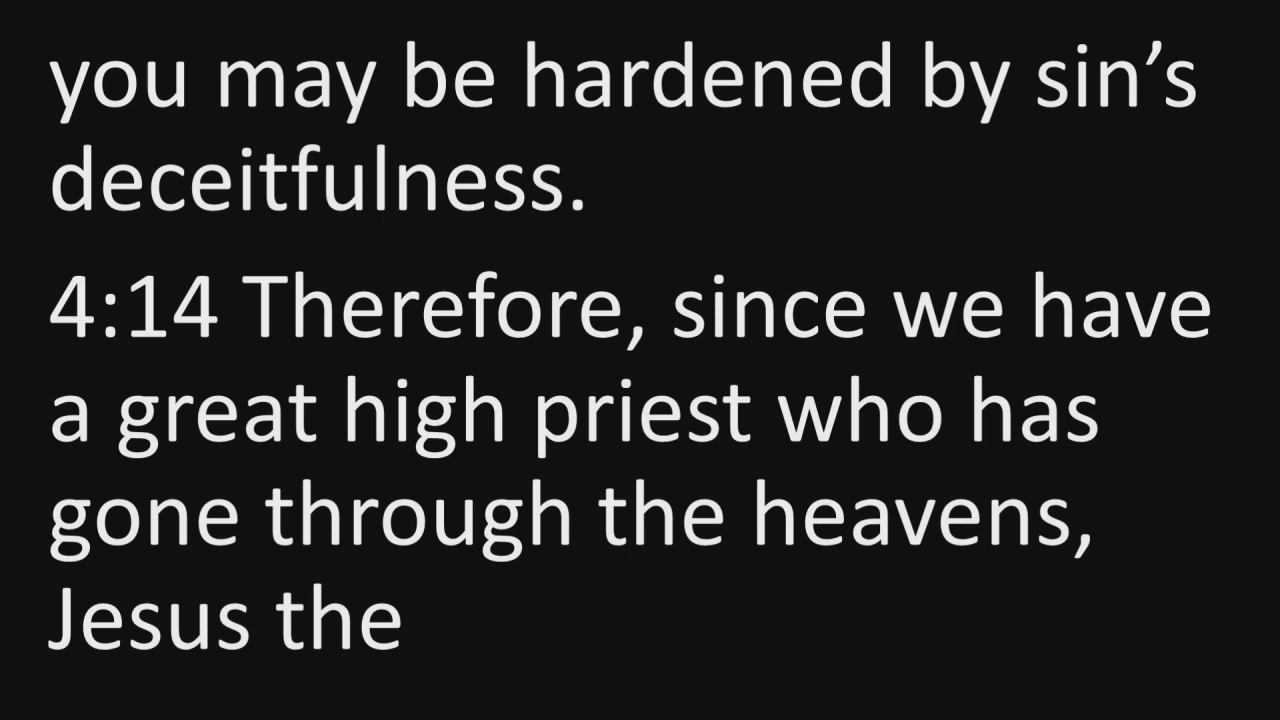 you may be hardened by sin’s
deceitfulness.
4:14 Therefore, since we have
a great high priest who has
gone through the heavens,
Jesus the